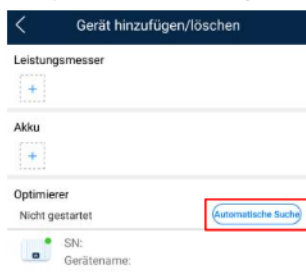 Gerät hinzufügen/löschen
Leistungsmesser
+
Akku
+
Optimierer
Nicht gestartet Automatische Suche
SN:
Gerätename: